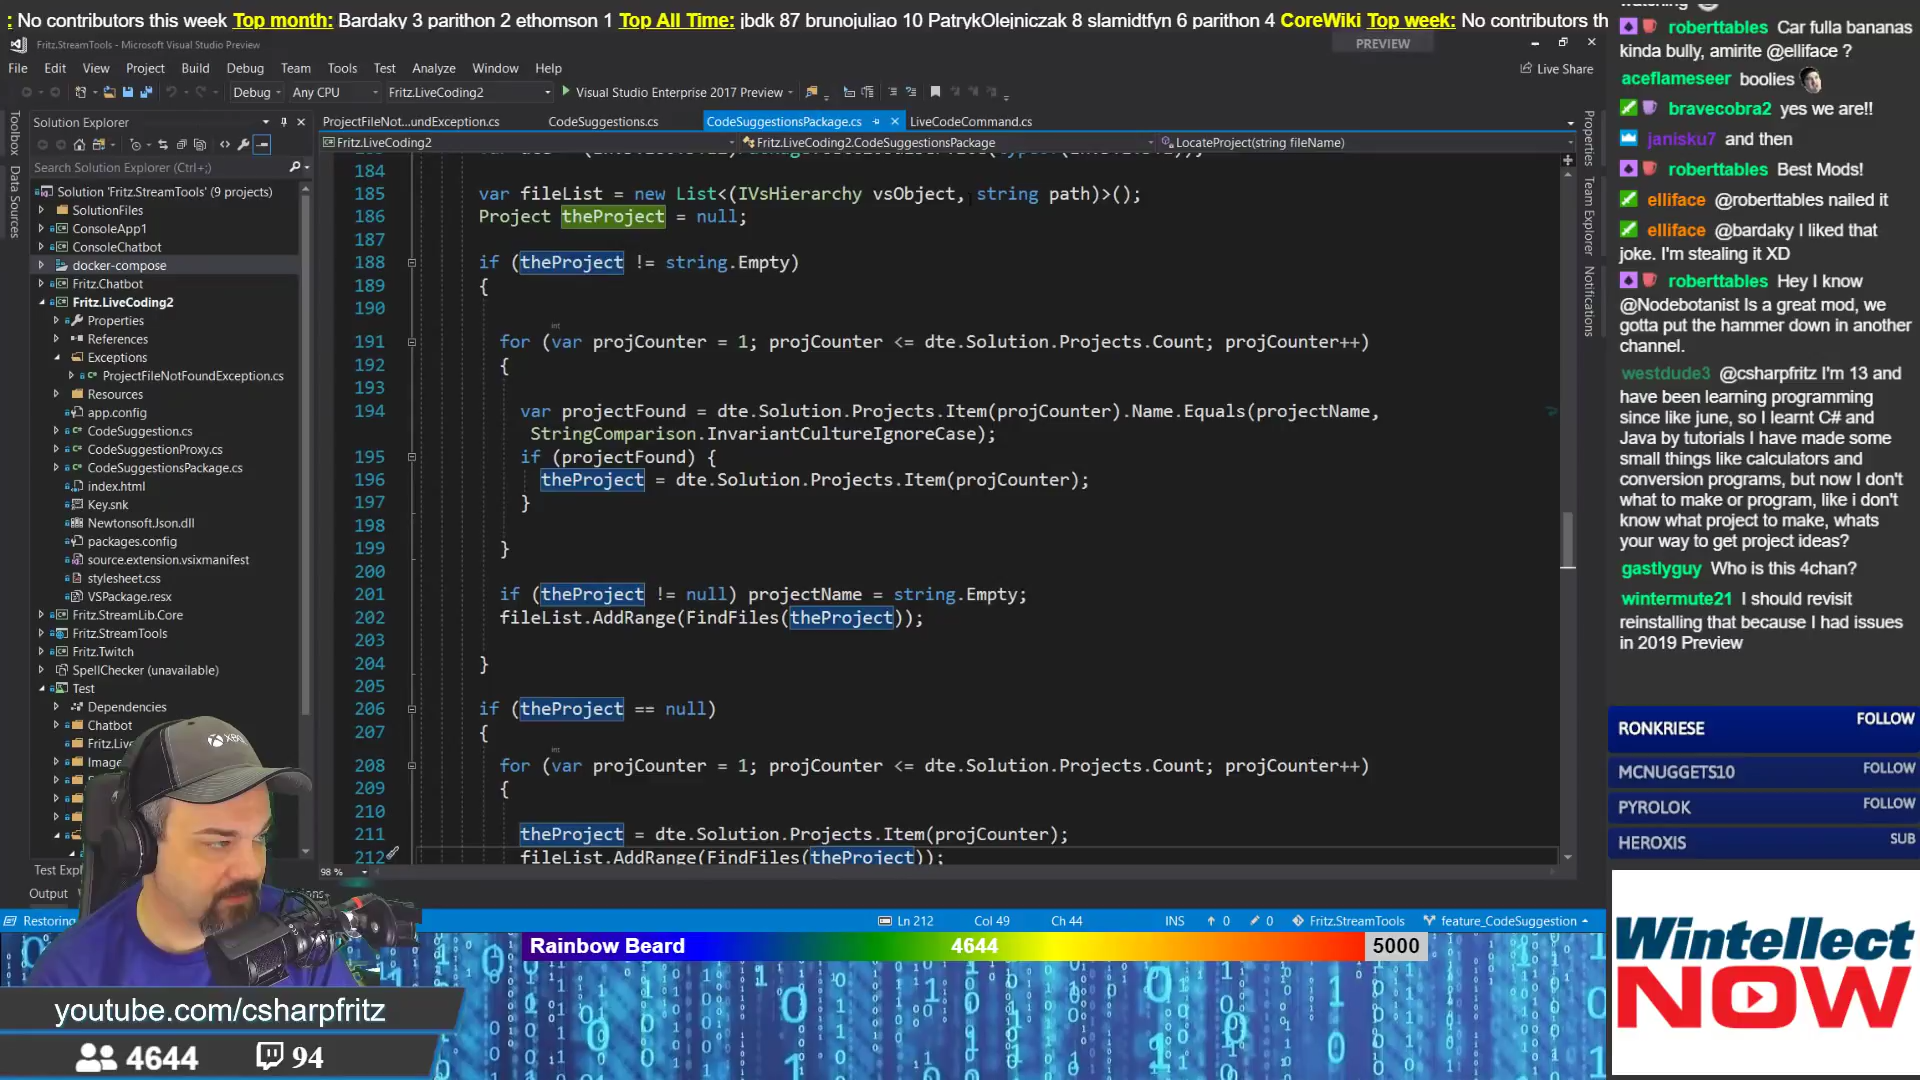 : No contributors this week Top month: Bardaky 3 parithon 2 ethomson 1 Top All Time: jbdk 87 brunojuliao 10 PatrykOlejniczak 8 slamidtfyn 6 parithon 4 CoreWiki Top week: No contributors th
Fritz.StreamTools - Microsoft Visual Studio Preview
PREVIEW
File Edit View Project Build Debug Team Tools Test Analyze Window Help
Live Share
Debug Any CPU Fritz.LiveCoding2 Visual Studio Enterprise 2017 Preview
Toolbox
Data Sources
Solution Explorer
Search Solution Explorer (Ctrl+;)
Solution 'Fritz.StreamTools' (9 projects)
SolutionFiles
ConsoleApp1
ConsoleChatbot
docker-compose
Fritz.Chatbot
Fritz.LiveCoding2
Properties
References
Exceptions
ProjectFileNotFoundException.cs
Resources
app.config
CodeSuggestion.cs
CodeSuggestionProxy.cs
CodeSuggestionsPackage.cs
index.html
Key.snk
Newtonsoft.Json.dll
packages.config
source.extension.vsixmanifest
stylesheet.css
VSPackage.resx
Fritz.StreamLib.Core
Fritz.StreamTools
Fritz.Twitch
SpellChecker (unavailable)
Test
Dependencies
Chatbot
Fritz.Liv
Image
Test Expl
Output
ProjectFileNot...undException.cs CodeSuggestions.cs CodeSuggestionsPackage.cs LiveCodeCommand.cs
Fritz.LiveCoding2 Fritz.LiveCoding2.CodeSuggestionsPackage LocateProject(string fileName)
184
185 var fileList = new List<(IVsHierarchy vsObject, string path)>();
186 Project theProject = null;
187
188 if (theProject != string.Empty)
189 {
190
int
191 for (var projCounter = 1; projCounter <= dte.Solution.Projects.Count; projCounter++)
192 {
193
194 var projectFound = dte.Solution.Projects.Item(projCounter).Name.Equals(projectName,
StringComparison.InvariantCultureIgnoreCase);
195 if (projectFound) {
196 theProject = dte.Solution.Projects.Item(projCounter);
197 }
198
199 }
200
201 if (theProject != null) projectName = string.Empty;
202 fileList.AddRange(FindFiles(theProject));
203
204 }
205
206 if (theProject == null)
207 {
int
208 for (var projCounter = 1; projCounter <= dte.Solution.Projects.Count; projCounter++)
209 {
210
211 theProject = dte.Solution.Projects.Item(projCounter);
212 fileList.AddRange(FindFiles(theProject));
98 %
Properties
Team Explorer
Notifications
Restoring
Ln 212 Col 49 Ch 44 INS 0 0 Fritz.StreamTools feature_CodeSuggestion
Rainbow Beard 4644 5000
youtube.com/csharpfritz
4644 94
roberttables Car fulla bananas
kinda bully, amirite @elliface ?
aceflameseer boolies
bravecobra2 yes we are!!
janisku7 and then
roberttables Best Mods!
elliface @roberttables nailed it
elliface @bardaky I liked that
joke. I'm stealing it XD
roberttables Hey I know
@Nodebotanist Is a great mod, we
gotta put the hammer down in another
channel.
westdude3 @csharpfritz I'm 13 and
have been learning programming
since like june, so I learnt C# and
Java by tutorials I have made some
small things like calculators and
conversion programs, but now I don't
what to make or program, like i don't
know what project to make, whats
your way to get project ideas?
gastlyguy Who is this 4chan?
wintermute21 I should revisit
reinstalling that because I had issues
in 2019 Preview
RONKRIESE FOLLOW
MCNUGGETS10 FOLLOW
PYROLOK FOLLOW
HEROXIS SUB
Wintellect
NOW